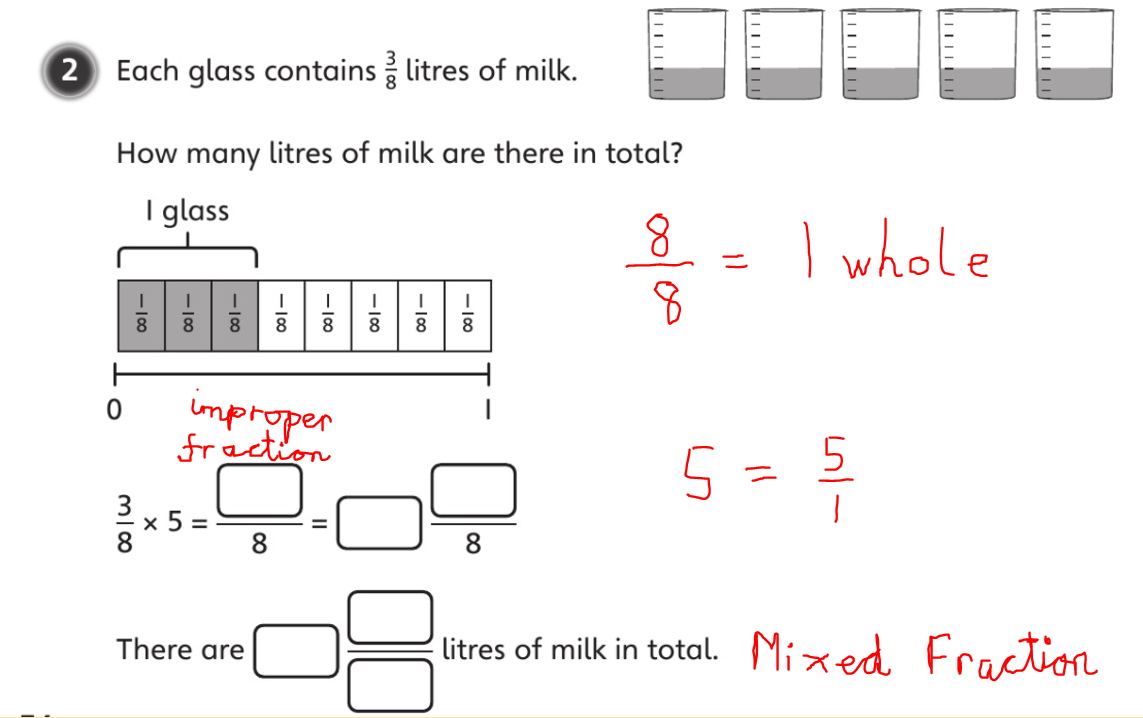 2 Each glass contains 3/8 litres of milk.
How many litres of milk are there in total?
1 glass
8/8 = 1 whole
1/8 1/8 1/8 1/8 1/8 1/8 1/8 1/8
0 1
improper
fraction
5 = 5/1
3/8 × 5 = □/8 = □ □/8
There are □ □/□ litres of milk in total.
Mixed Fraction